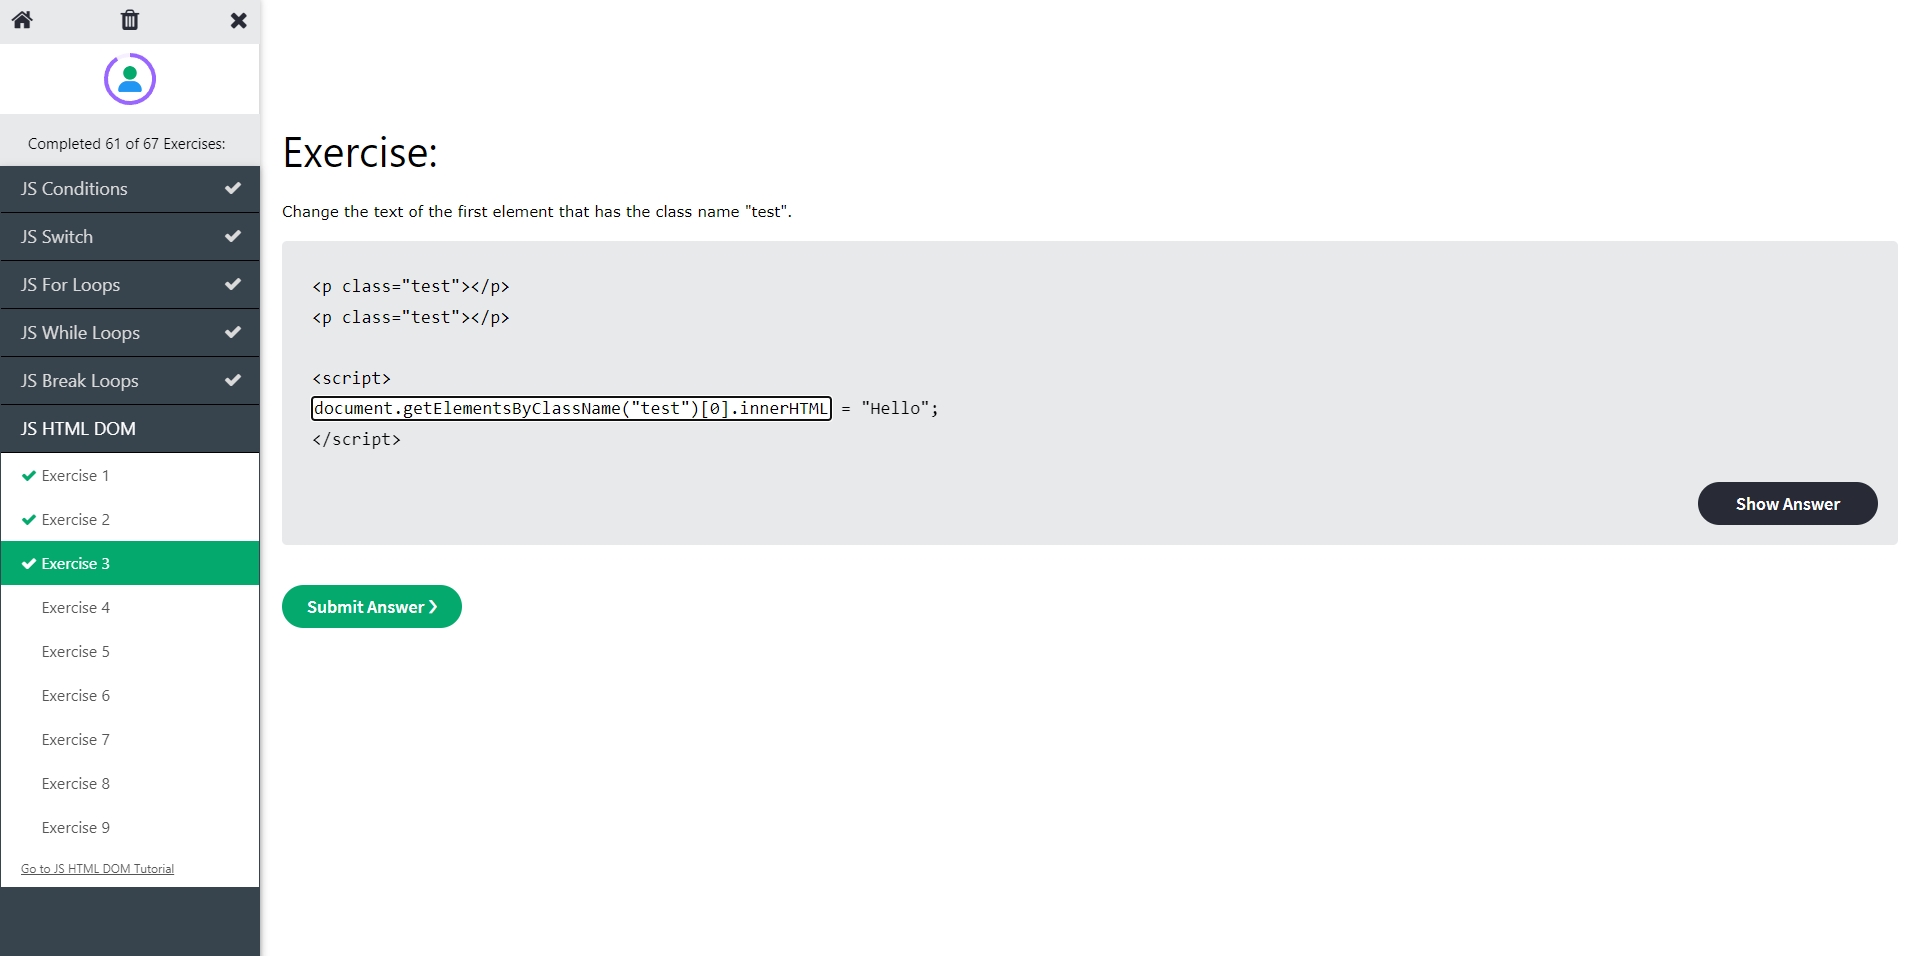 Completed 61 of 67 Exercises:
JS Conditions
JS Switch
JS For Loops
JS While Loops
JS Break Loops
JS HTML DOM
Exercise 1
Exercise 2
Exercise 3
Exercise 4
Exercise 5
Exercise 6
Exercise 7
Exercise 8
Exercise 9
Go to JS HTML DOM Tutorial
Exercise:
Change the text of the first element that has the class name "test".
<p class="test"></p>
<p class="test"></p>
<script>
document.getElementsByClassName("test")[0].innerHTML = "Hello";
</script>
Show Answer
Submit Answer ❯